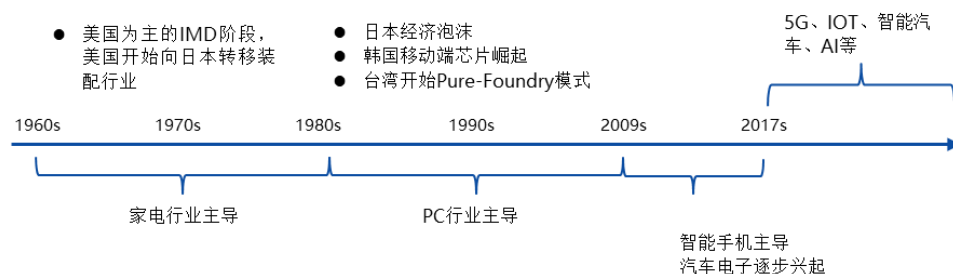 ● 美国为主的IMD阶段,
美国开始向日本转移装
配行业
● 日本经济泡沫
● 韩国移动端芯片崛起
● 台湾开始Pure-Foundry模式
5G、IOT、智能汽
车、AI等
1960s 1970s 1980s 1990s 2009s 2017s
家电行业主导
PC行业主导
智能手机主导
汽车电子逐步兴起